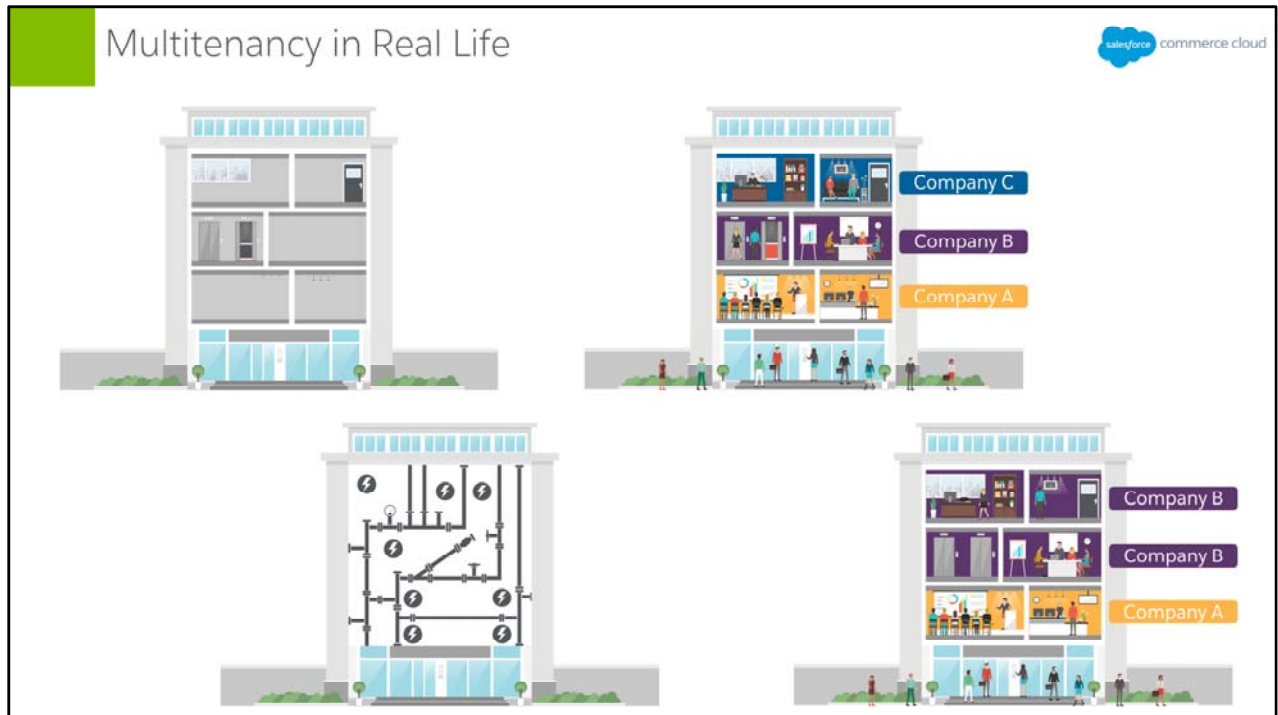 Multitenancy in Real Life
salesforce commerce cloud
Company C
Company B
Company A
Company B
Company B
Company A